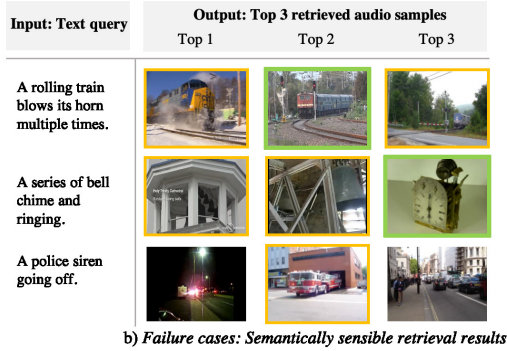 Input: Text query
Output: Top 3 retrieved audio samples
Top 1
Top 2
Top 3
A rolling train
blows its horn
multiple times.
A series of bell
chime and
ringing.
A police siren
going off.
b) Failure cases: Semantically sensible retrieval results